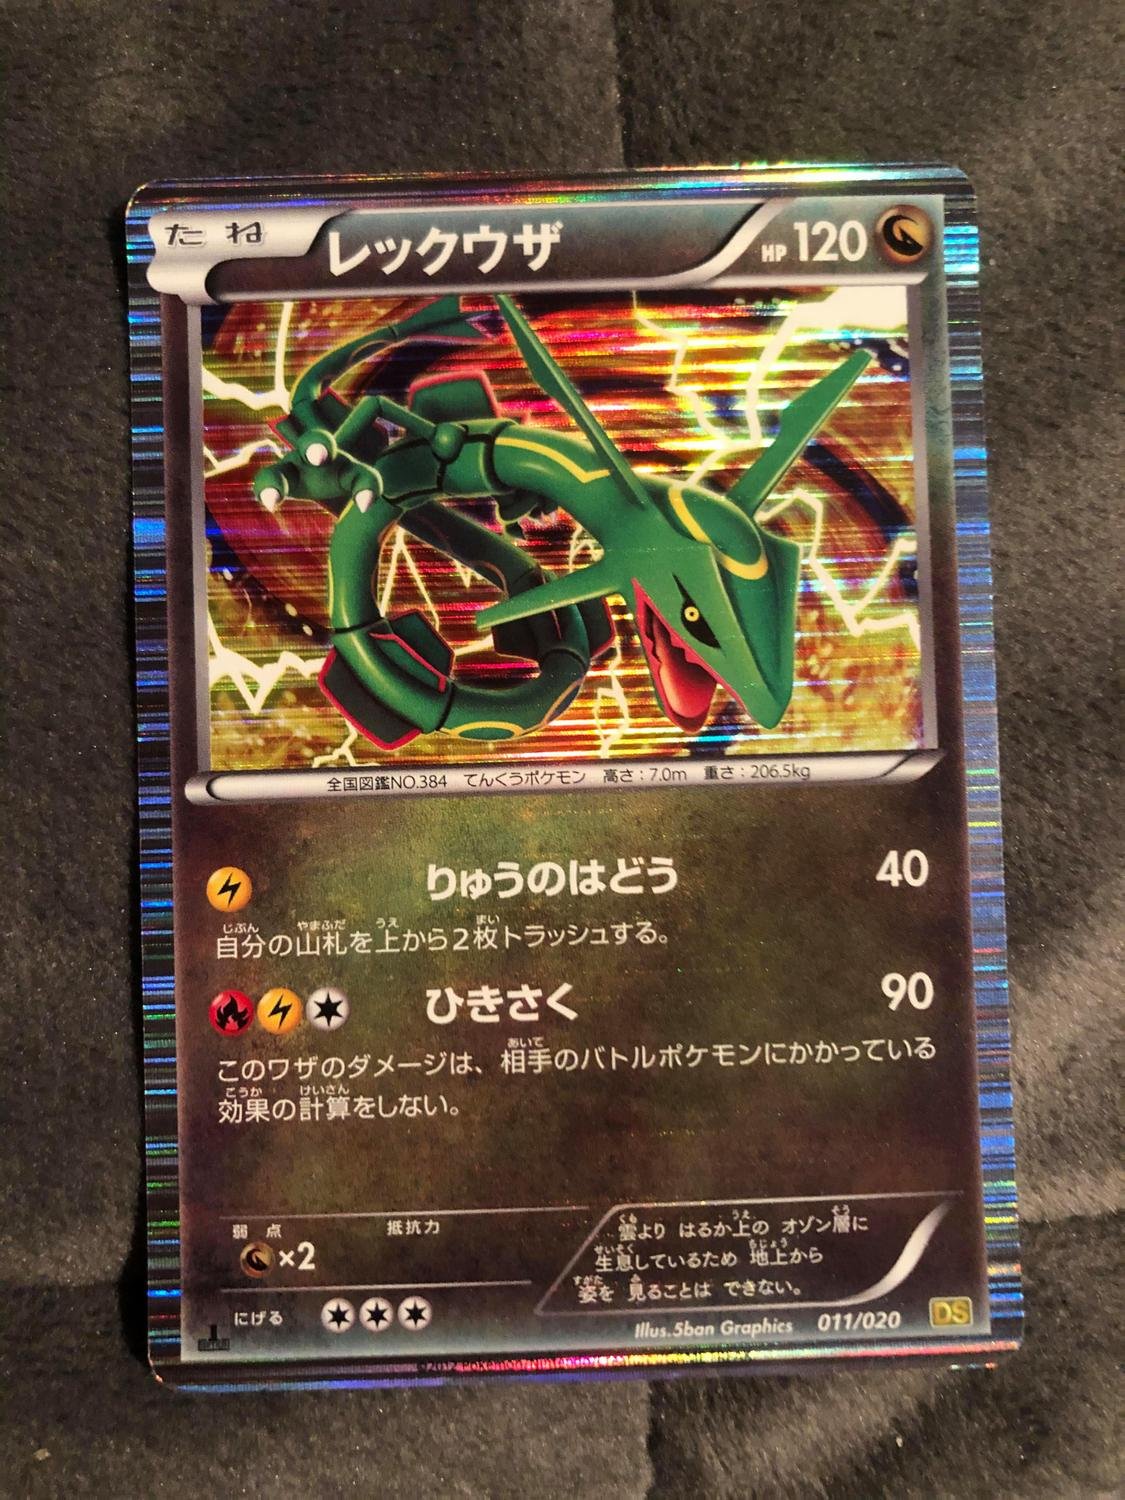 たね レックウザ HP 120
全国図鑑NO.384 てんくうポケモン 高さ：7.0m 重さ：206.5kg
りゅうのはどう 40
自分の山札を上から2枚トラッシュする。
ひきさく 90
このワザのダメージは、相手のバトルポケモンにかかっている
効果の計算をしない。
弱点 抵抗力
×2
にげる
雲より はるか上の オゾン層に
生息しているため 地上から
姿を 見ることは できない。
Illus.5ban Graphics 011/020 DS
©2012 Pokémon/Nintendo